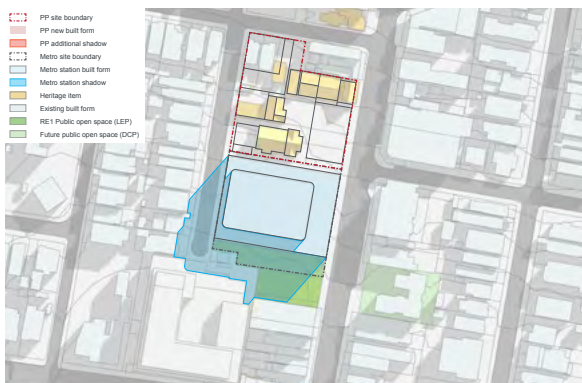 PP site boundary
PP new built form
PP additional shadow
Metro site boundary
Metro station built form
Metro station shadow
Heritage item
Existing built form
RE1 Public open space (LEP)
Future public open space (DCP)